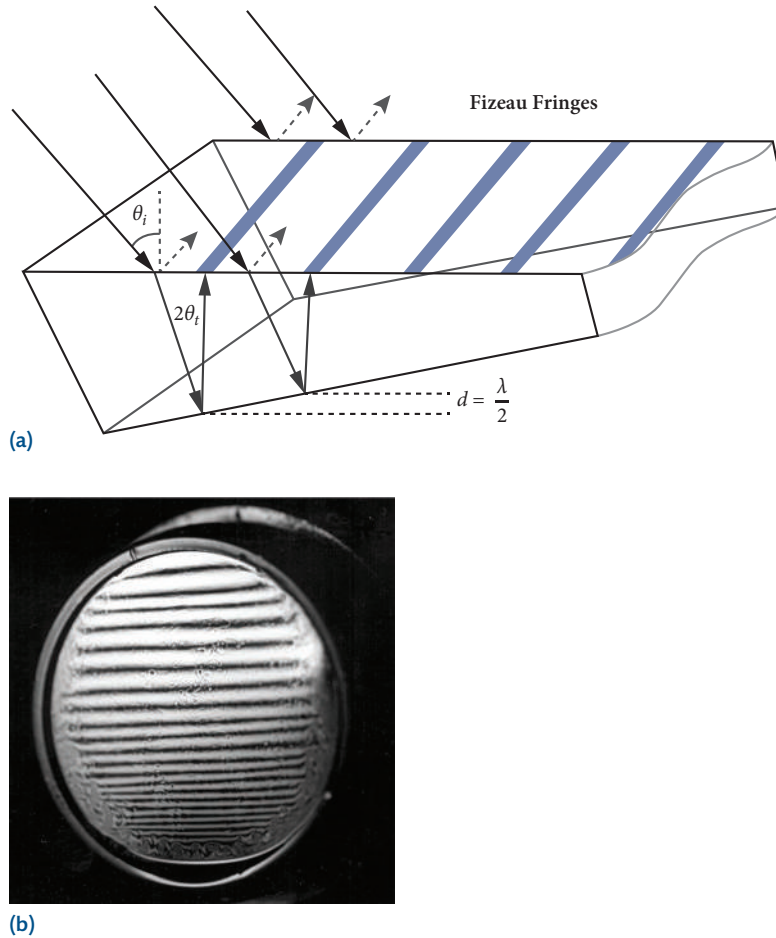 Fizeau Fringes
θᵢ
2θₜ
d = λ/2
(a)
(b)